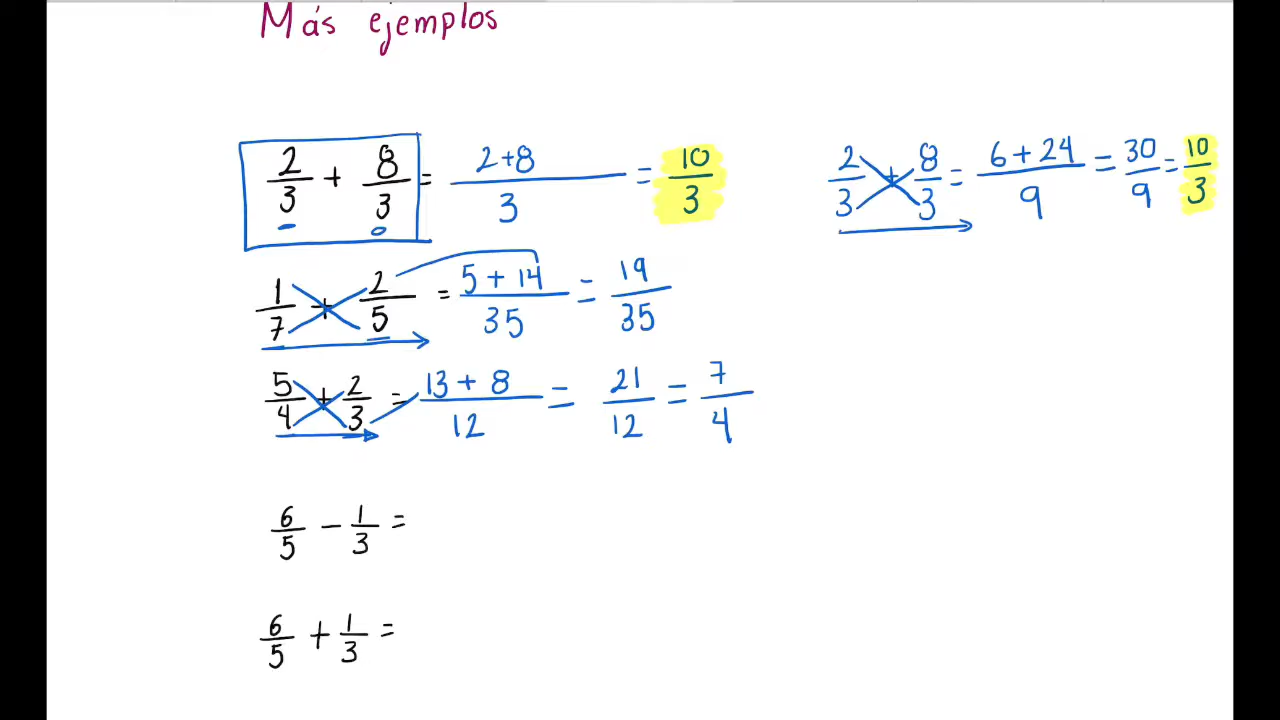 Más ejemplos
2/3 + 8/3 = 2+8/3 = 10/3
2/3 + 8/3 = 6+24/9 = 30/9 = 10/3
1/7 + 2/5 = 5+14/35 = 19/35
5/4 + 2/3 = 13+8/12 = 21/12 = 7/4
6/5 - 1/3 =
6/5 + 1/3 =